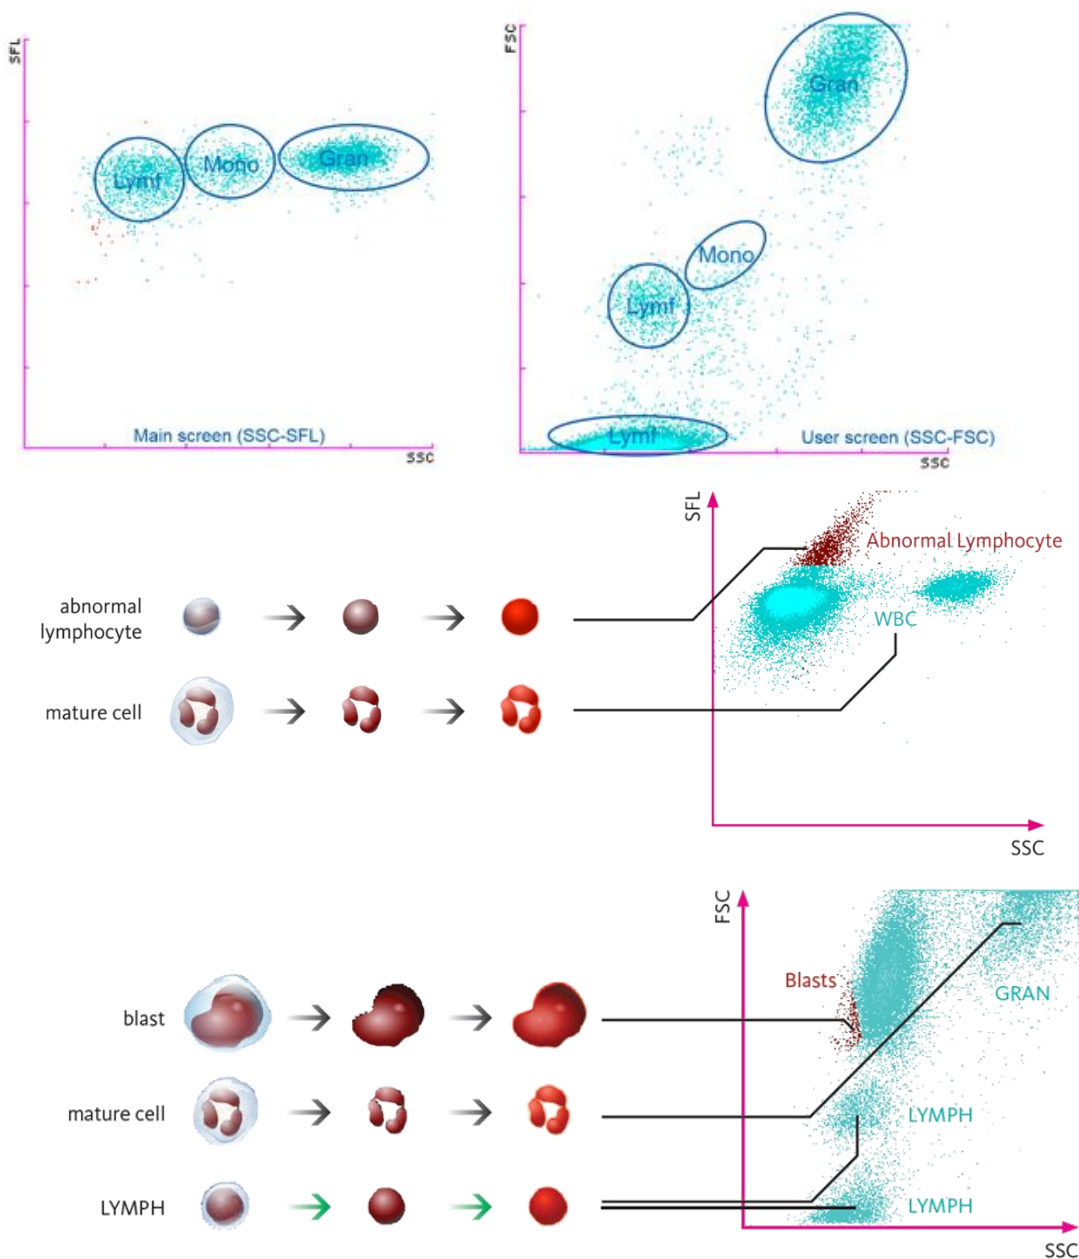 SFL
Lymf
Mono
Gran
Main screen (SSC-SFL)
SSC
FSC
Gran
Mono
Lymf
Lymf
User screen (SSC-FSC)
SSC
SFL
Abnormal Lymphocyte
WBC
SSC
abnormal
lymphocyte
mature cell
FSC
Blasts
GRAN
LYMPH
LYMPH
SSC
blast
mature cell
LYMPH